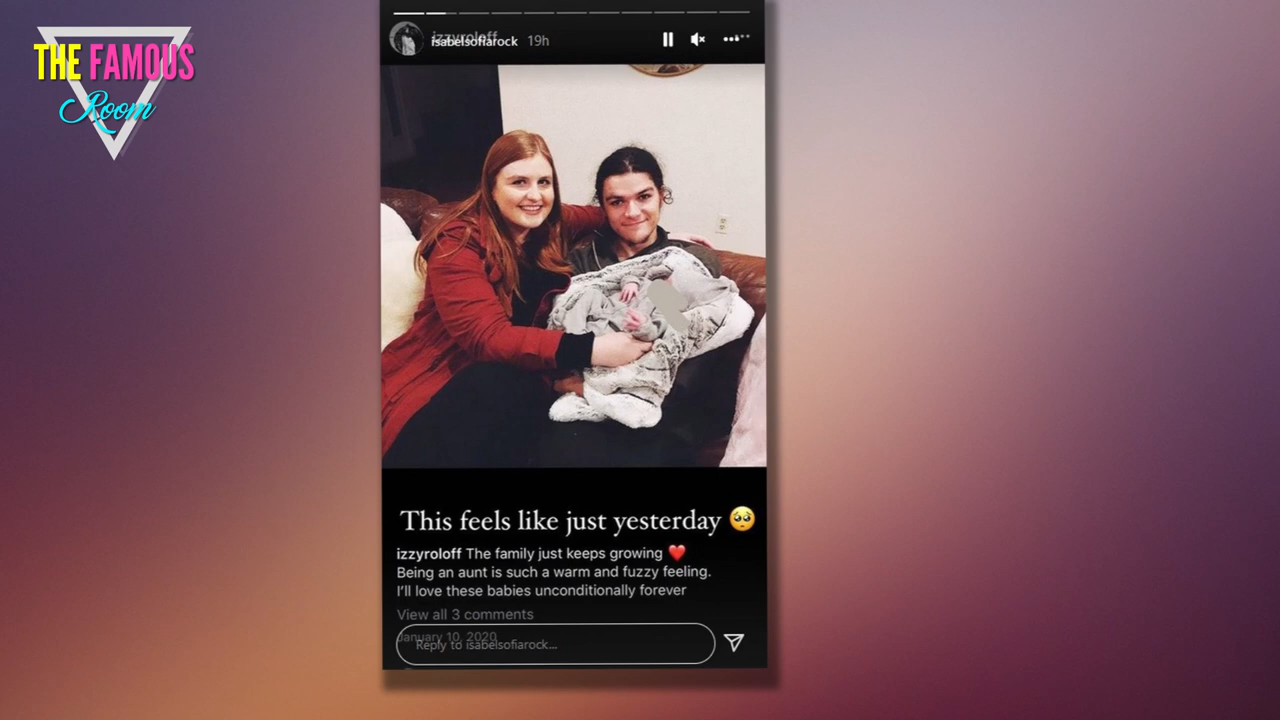 THE FAMOUS
Room
izzyroloff
isabelsofiarock 19h
This feels like just yesterday 🥺
izzyroloff The family just keeps growing ❤️
Being an aunt is such a warm and fuzzy feeling.
I'll love these babies unconditionally forever
View all 3 comments
January 10, 2020
Reply to isabelsofiarock...